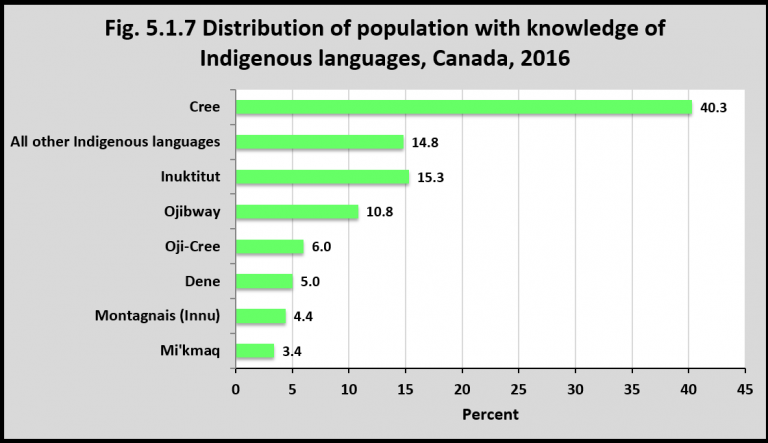 Fig. 5.1.7 Distribution of population with knowledge of
Indigenous languages, Canada, 2016
Cree 40.3
All other Indigenous languages 14.8
Inuktitut 15.3
Ojibway 10.8
Oji-Cree 6.0
Dene 5.0
Montagnais (Innu) 4.4
Mi'kmaq 3.4
0 5 10 15 20 25 30 35 40 45
Percent